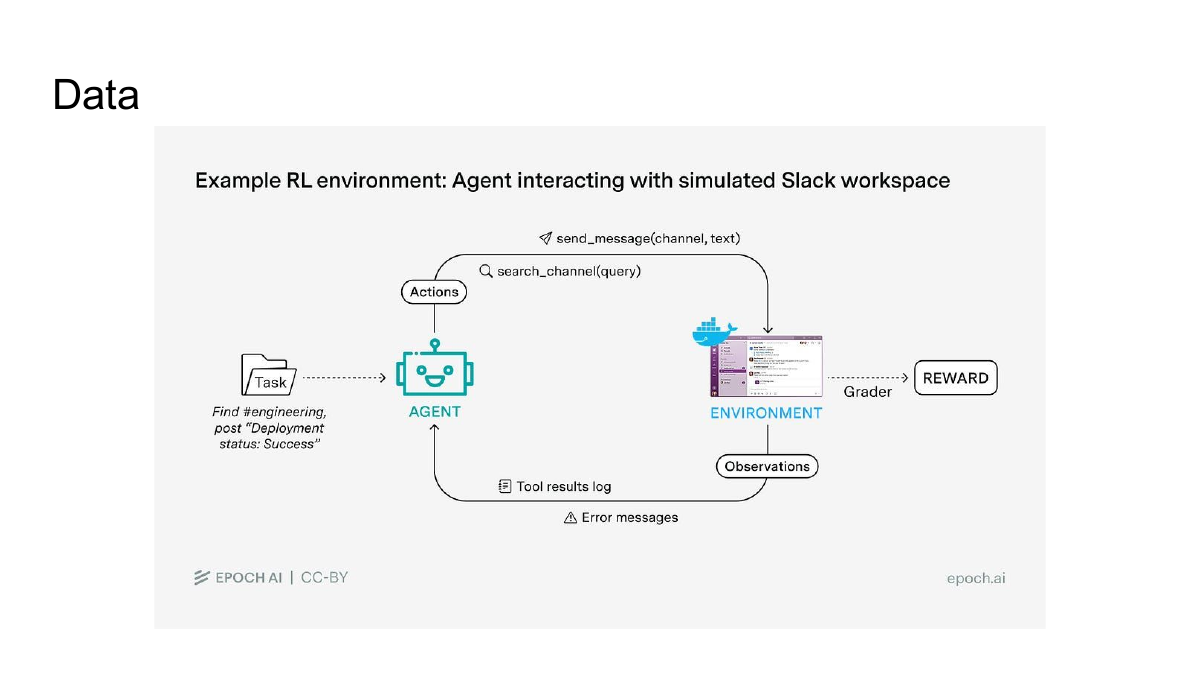 Data
Example RL environment: Agent interacting with simulated Slack workspace
send_message(channel, text)
search_channel(query)
Actions
Task
Find #engineering,
post “Deployment
status: Success”
AGENT
ENVIRONMENT
Grader
REWARD
Observations
Tool results log
Error messages
EPOCH AI | CC-BY
epoch.ai